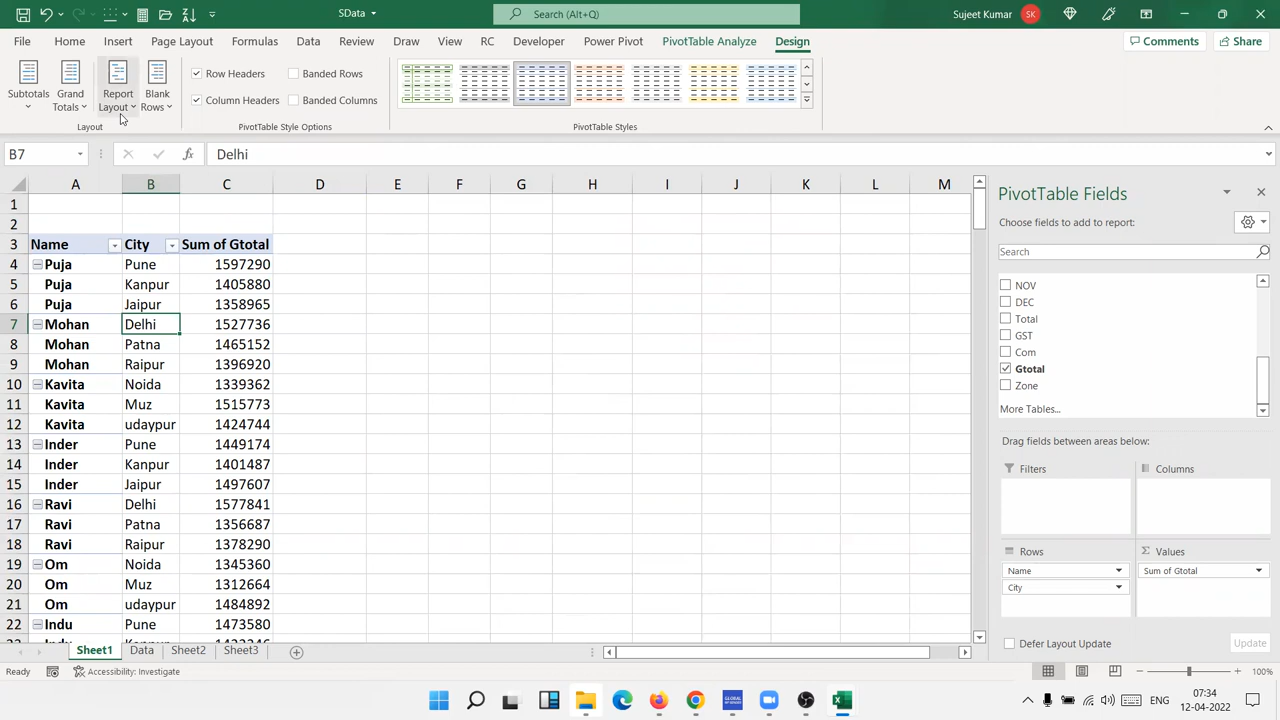 SData
Search (Alt+Q)
Sujeet Kumar
SK
File Home Insert Page Layout Formulas Data Review View Draw RC Developer Power Pivot PivotTable Analyze Design
Comments Share
Subtotals
Grand Totals
Report Layout
Blank Rows
Row Headers
Banded Rows
Column Headers
Banded Columns
Layout
PivotTable Style Options
PivotTable Styles
B7
fx
Delhi
A B C D E F G H I J K L M
1
2
3 Name City Sum of Gtotal
4 Puja Pune 1597290
5 Puja Kanpur 1405880
6 Puja Jaipur 1358965
7 Mohan Delhi 1527736
8 Mohan Patna 1465152
9 Mohan Raipur 1396920
10 Kavita Noida 1339362
11 Kavita Muz 1515773
12 Kavita udaypur 1424744
13 Inder Pune 1449174
14 Inder Kanpur 1401487
15 Inder Jaipur 1497607
16 Ravi Delhi 1577841
17 Ravi Patna 1356687
18 Ravi Raipur 1378290
19 Om Noida 1345360
20 Om Muz 1312664
21 Om udaypur 1484892
22 Indu Pune 1473580
PivotTable Fields
Choose fields to add to report:
Search
NOV
DEC
Total
GST
Com
Gtotal
Zone
More Tables...
Drag fields between areas below:
Filters
Columns
Rows
Values
Name
Sum of Gtotal
City
Defer Layout Update
Update
Sheet1 Data Sheet2 Sheet3
Ready
Accessibility: Investigate
100%
ENG
07:34
12-04-2022